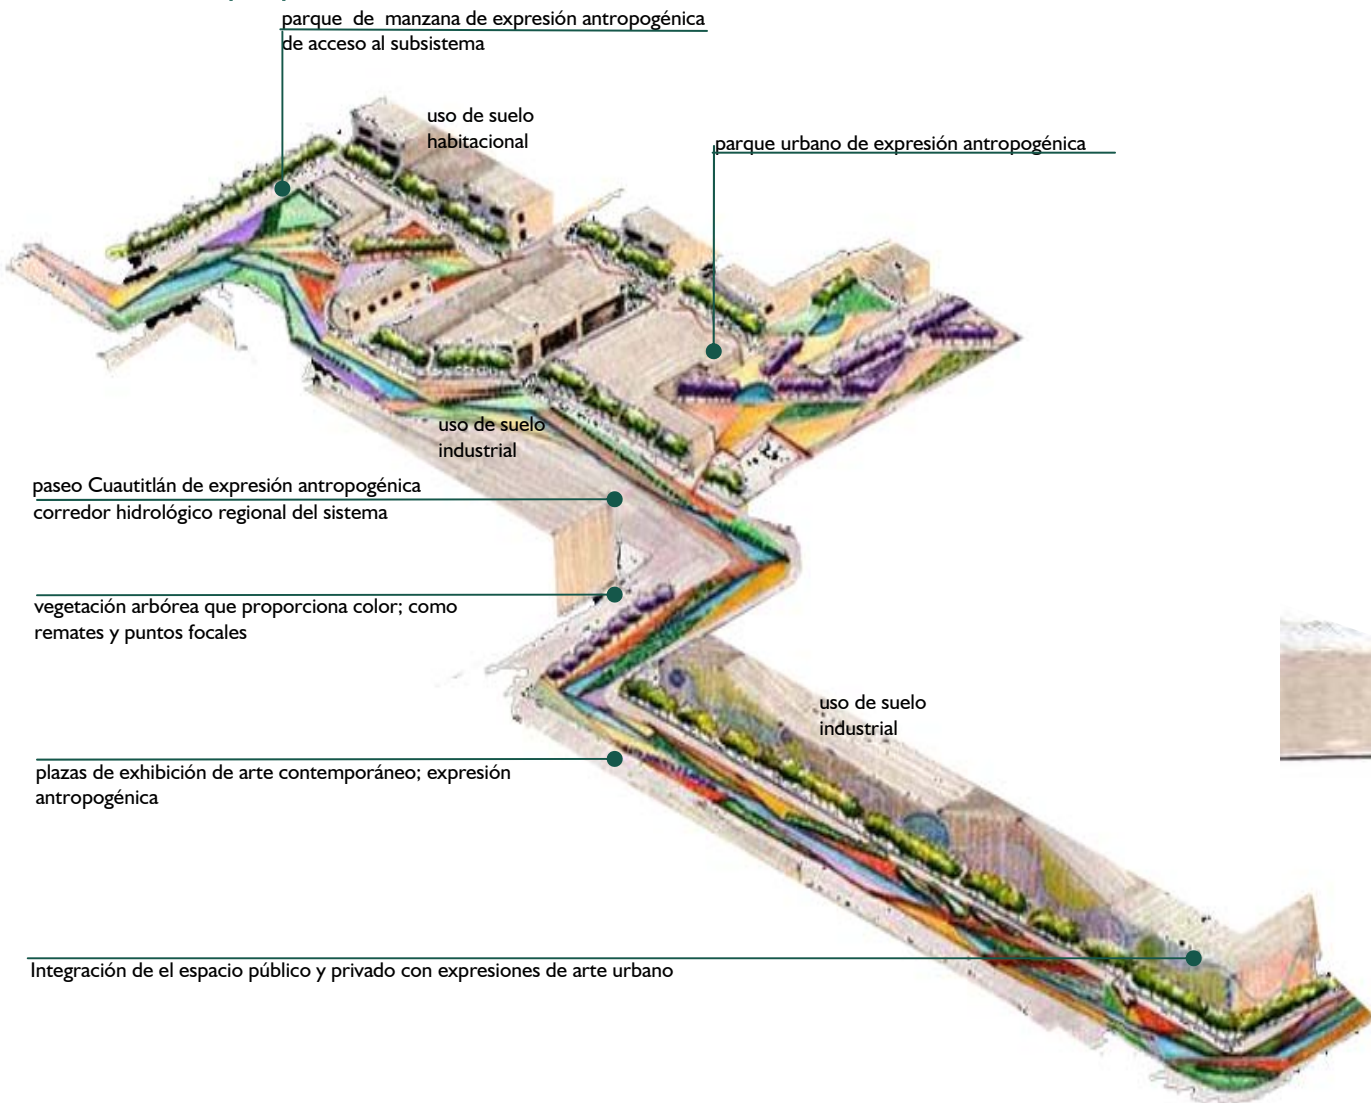 parque de manzana de expresión antropogénica
de acceso al subsistema
uso de suelo
habitacional
parque urbano de expresión antropogénica
uso de suelo
industrial
paseo Cuautitlán de expresión antropogénica
corredor hidrológico regional del sistema
vegetación arbórea que proporciona color; como
remates y puntos focales
uso de suelo
industrial
plazas de exhibición de arte contemporáneo; expresión
antropogénica
Integración de el espacio público y privado con expresiones de arte urbano